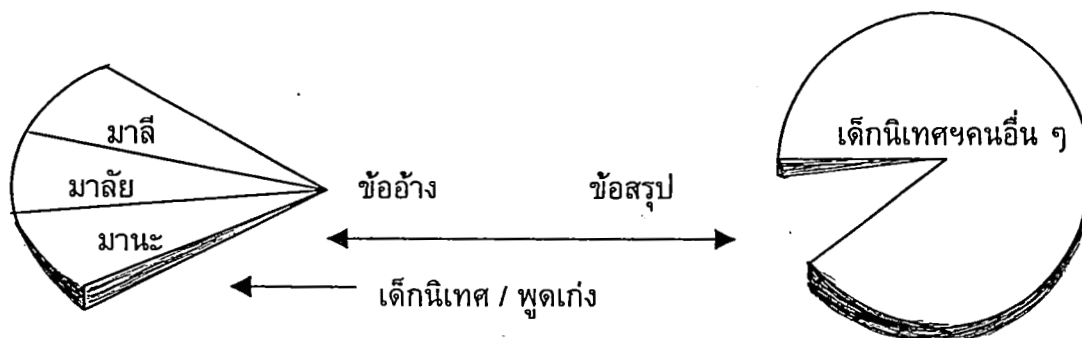 มาลี
มาลัย
มานะ
ข้ออ้าง
ข้อสรุป
เด็กนิเทศ / พูดเก่ง
เด็กนิเทศฯคนอื่น ๆ